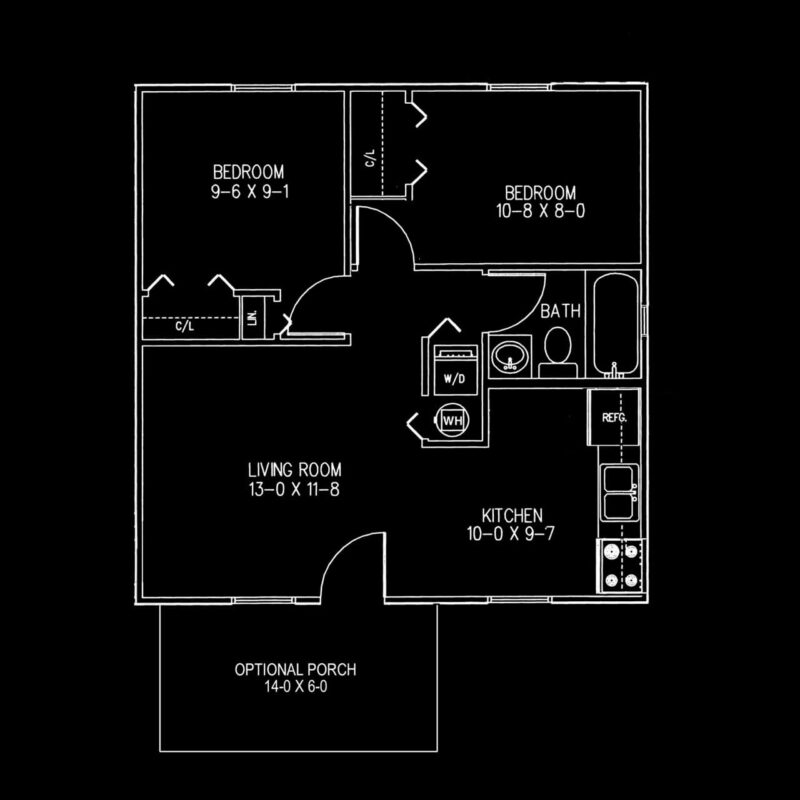 BEDROOM
9-6 X 9-1
C/L
BEDROOM
10-8 X 8-0
C/L
LIN.
BATH
W/D
WH
REFG.
LIVING ROOM
13-0 X 11-8
KITCHEN
10-0 X 9-7
OPTIONAL PORCH
14-0 X 6-0